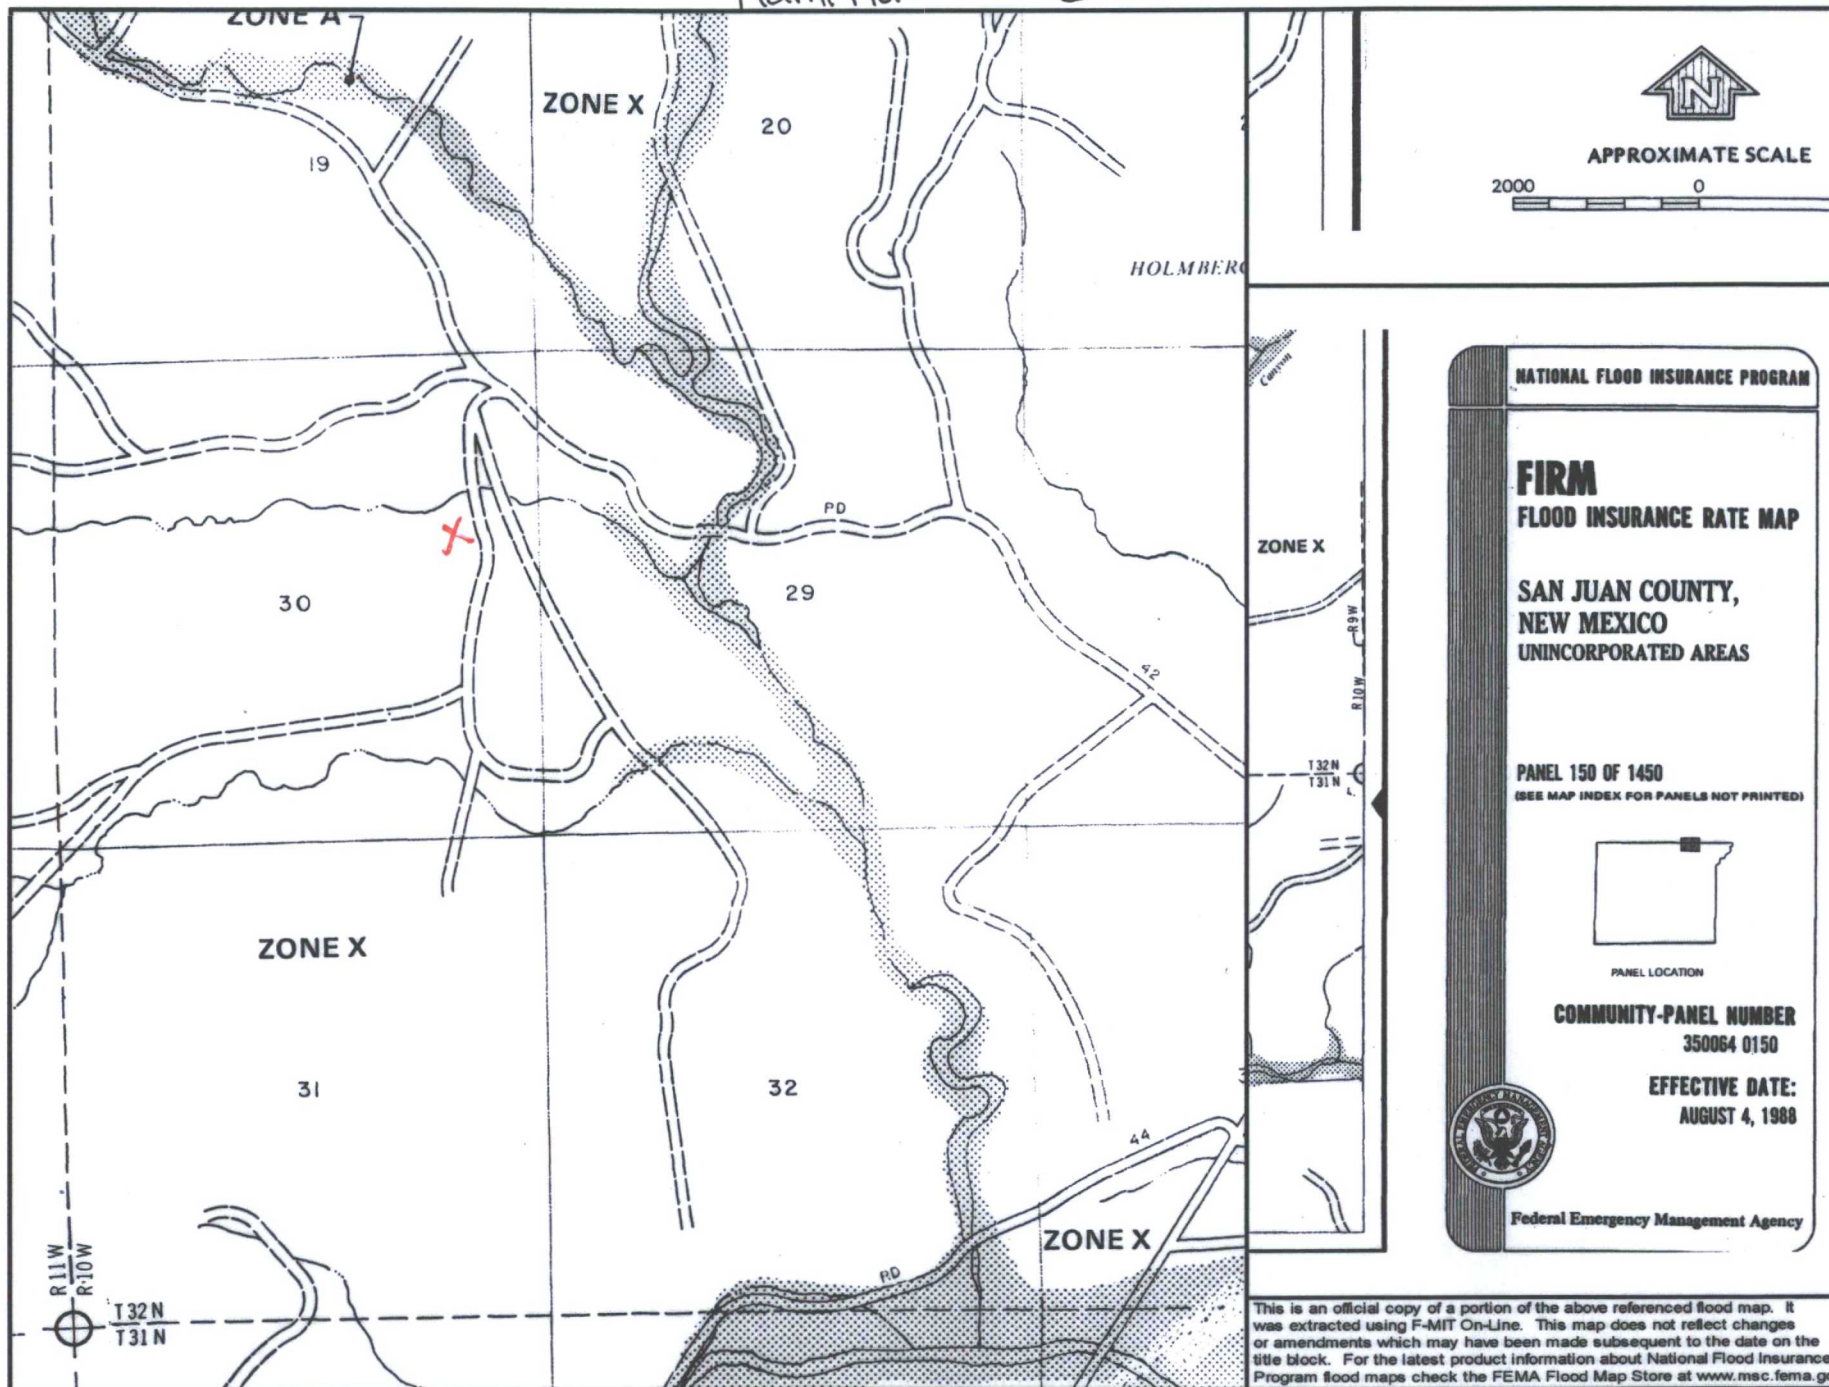 ZONE A
ZONE X
20
19
HOLMBERG
PD
30
29
42
ZONE X
31
32
44
RD
ZONE X
R11W
R10W
T32N
T31N
Canyon
ZONE X
R9W
R10W
T32N
T31N
N
APPROXIMATE SCALE
2000
0
NATIONAL FLOOD INSURANCE PROGRAM
FIRM
FLOOD INSURANCE RATE MAP
SAN JUAN COUNTY,
NEW MEXICO
UNINCORPORATED AREAS
PANEL 150 OF 1450
(SEE MAP INDEX FOR PANELS NOT PRINTED)
PANEL LOCATION
COMMUNITY-PANEL NUMBER
350064 0150
EFFECTIVE DATE:
AUGUST 4, 1988
FEDERAL EMERGENCY MANAGEMENT AGENCY
Federal Emergency Management Agency
This is an official copy of a portion of the above referenced flood map. It
was extracted using F-MIT On-Line. This map does not reflect changes
or amendments which may have been made subsequent to the date on the
title block. For the latest product information about National Flood Insurance
Program flood maps check the FEMA Flood Map Store at www.msc.fema.go